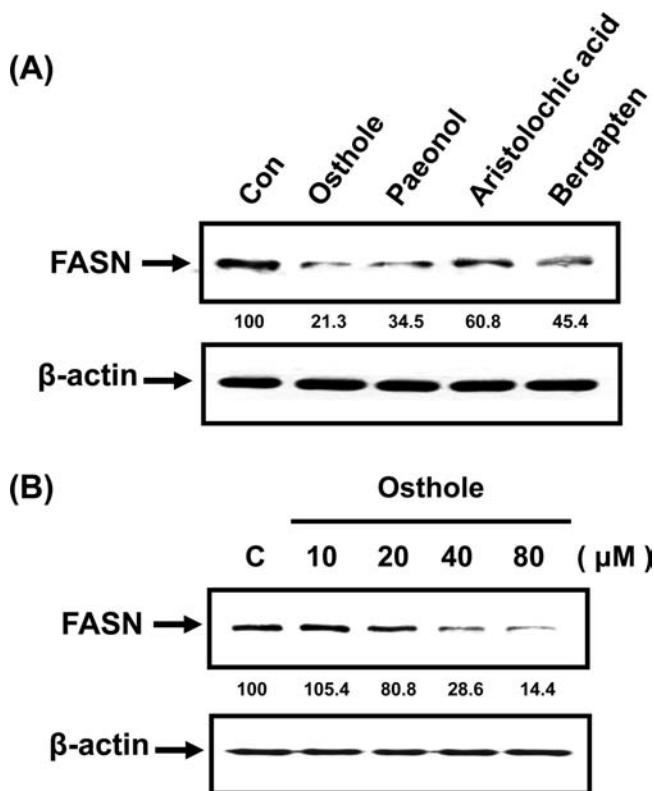 (A)
Con Osthole Paeonol Aristolochic acid Bergapten
FASN
100 21.3 34.5 60.8 45.4
β-actin
(B)
Osthole
C 10 20 40 80 ( μM )
FASN
100 105.4 80.8 28.6 14.4
β-actin